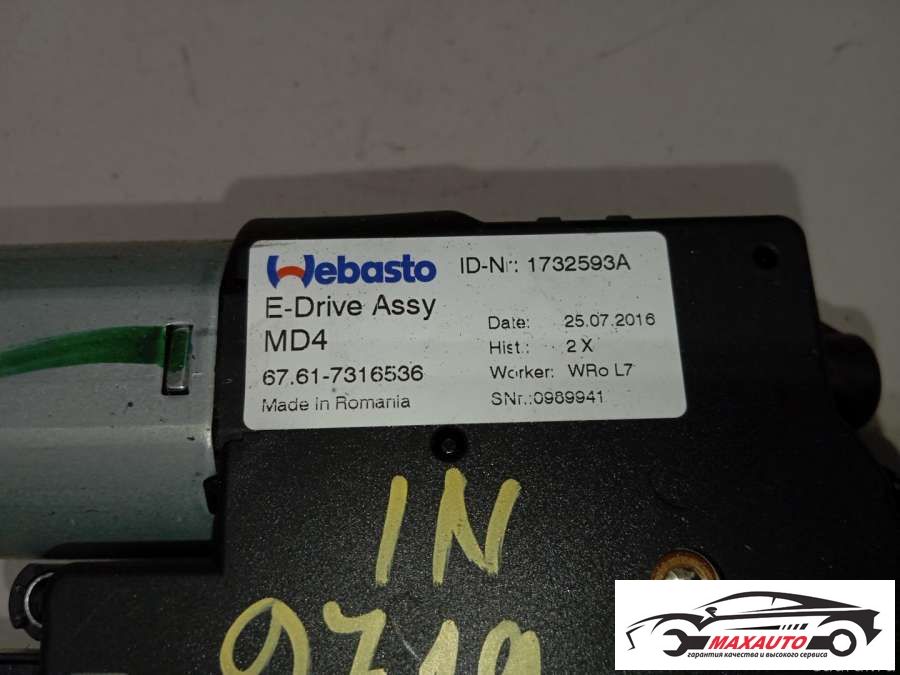 Webasto
ID-Nr: 1732593A
E-Drive Assy
MD4
67.61-7316536
Made in Romania
Date: 25.07.2016
Hist.: 2 X
Worker: WRo L7
SNr.:0989941
IN
MAXAUTO
гарантия качества и высокого сервиса